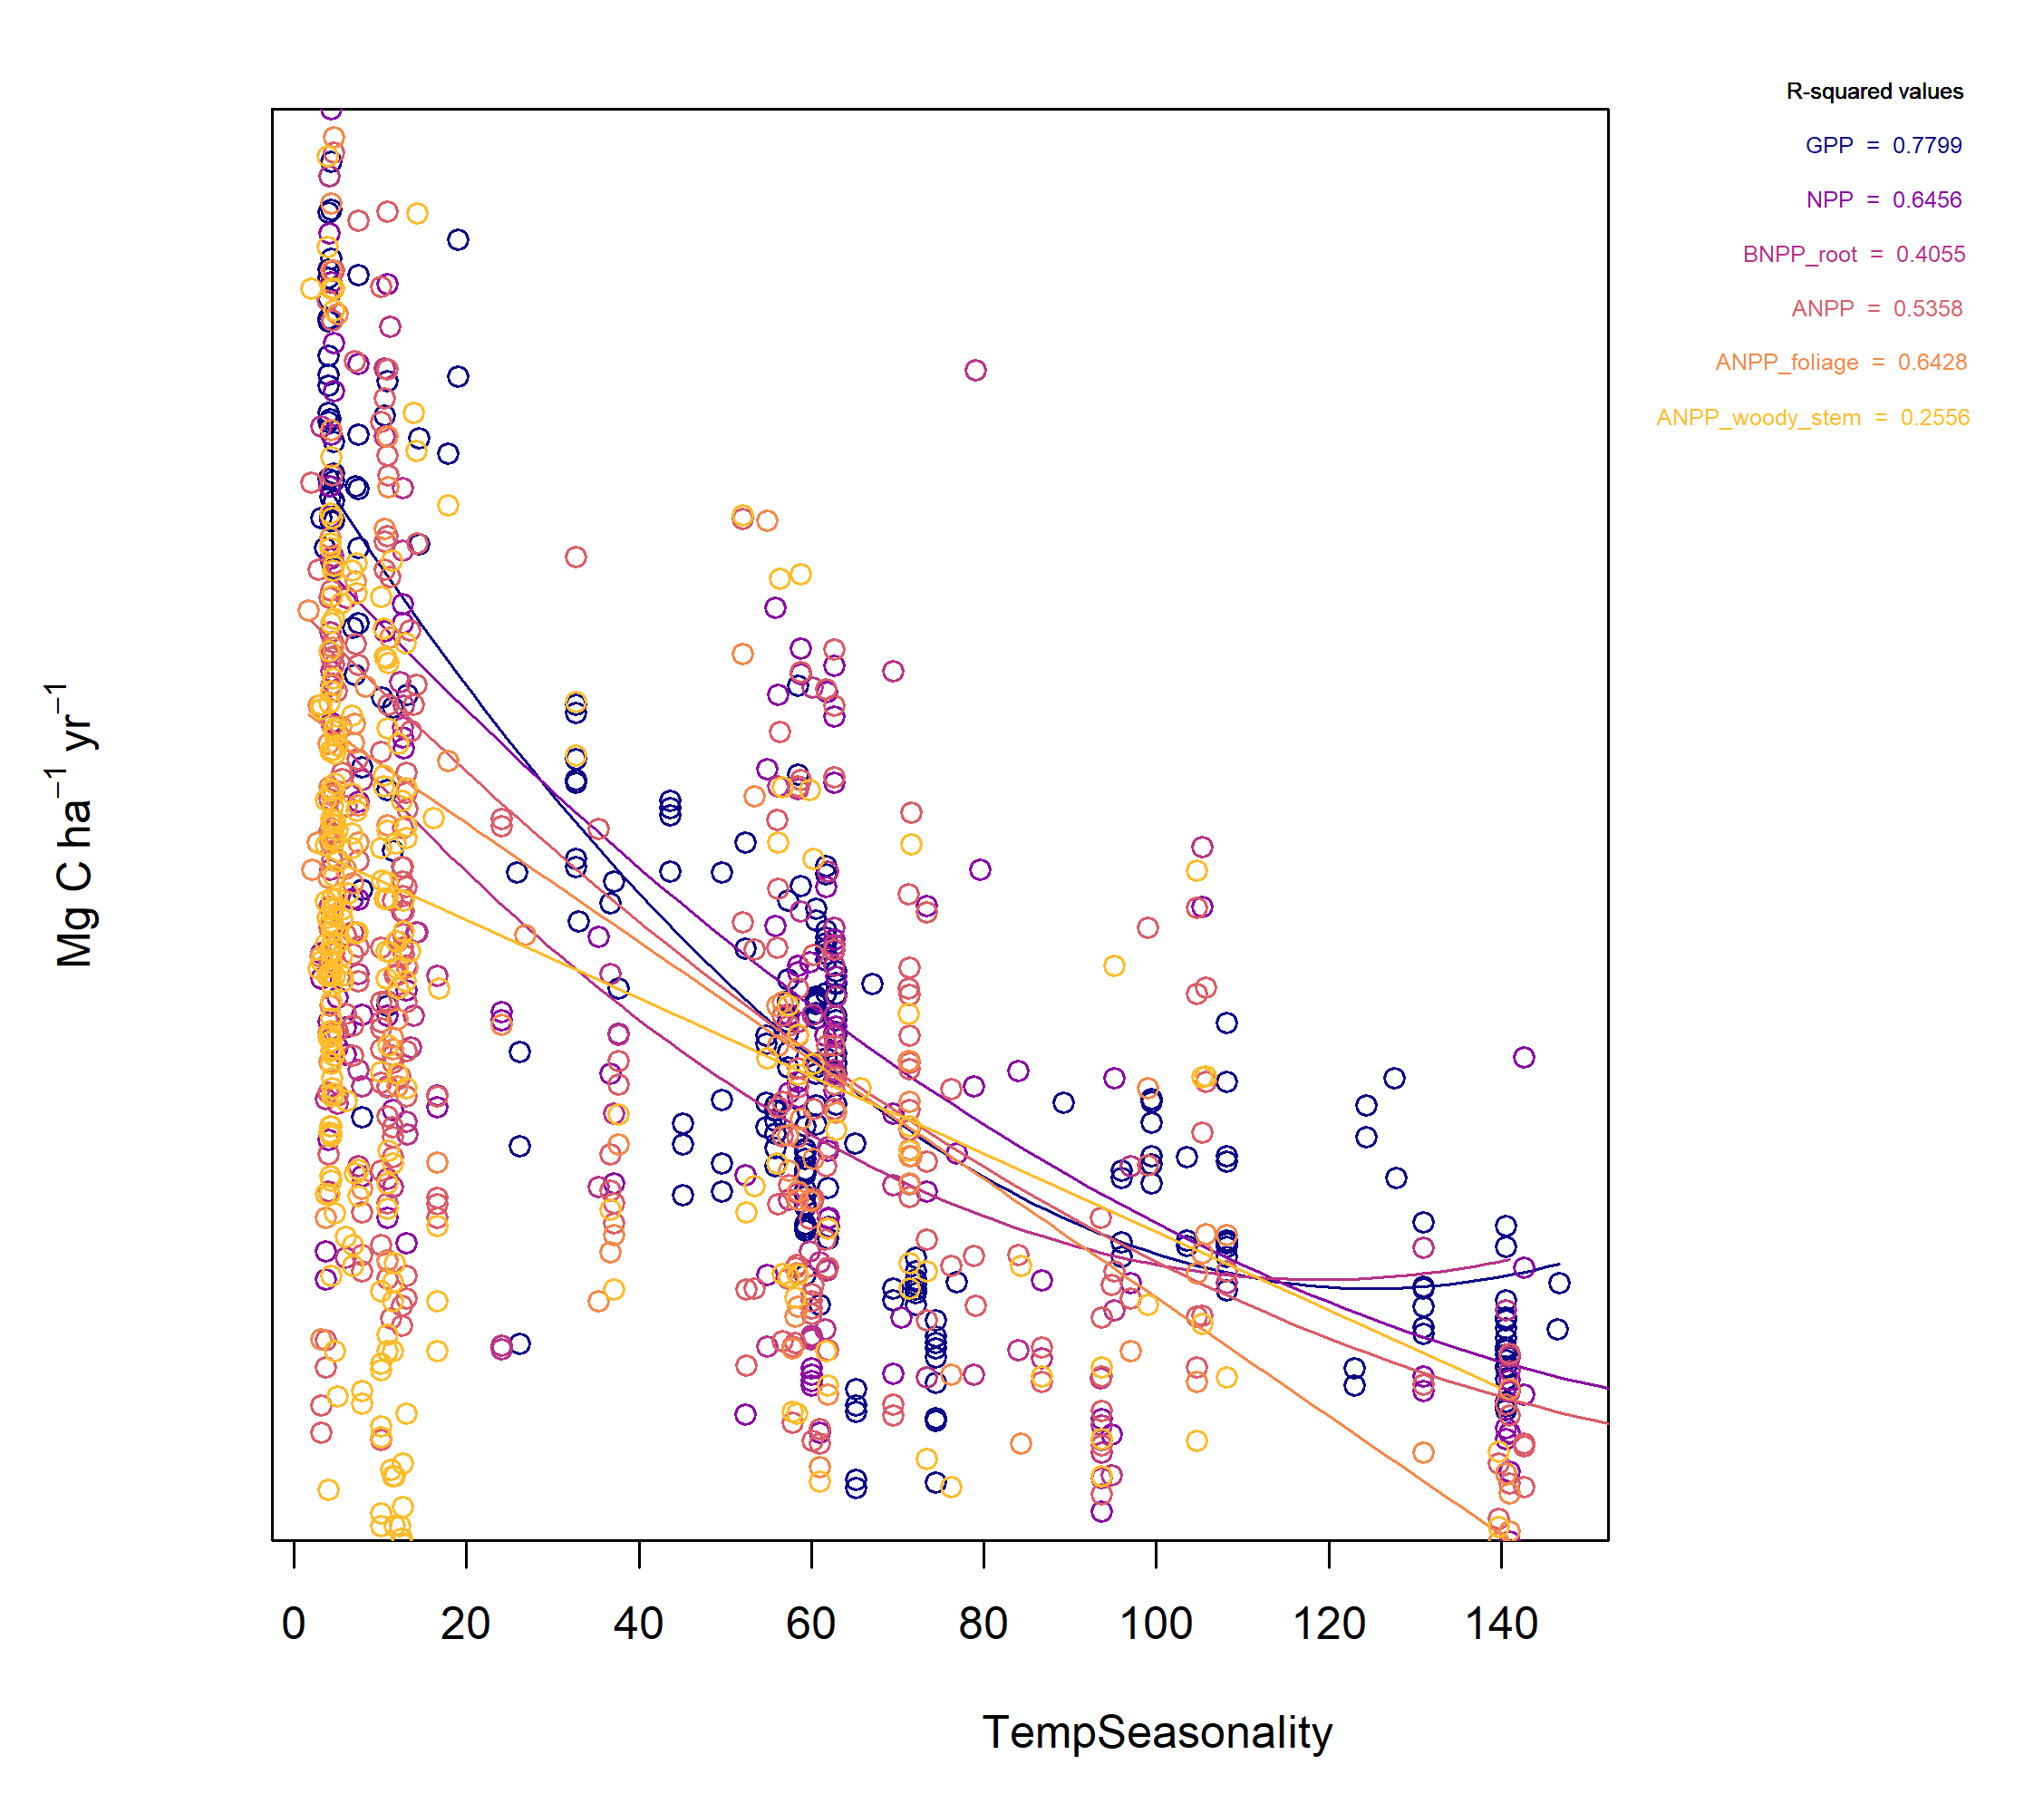 R-squared values
GPP = 0.7799
NPP = 0.6456
BNPP_root = 0.4055
ANPP = 0.5358
ANPP_foliage = 0.6428
ANPP_woody_stem = 0.2556
Mg C ha⁻¹ yr⁻¹
0 20 40 60 80 100 120 140
TempSeasonality